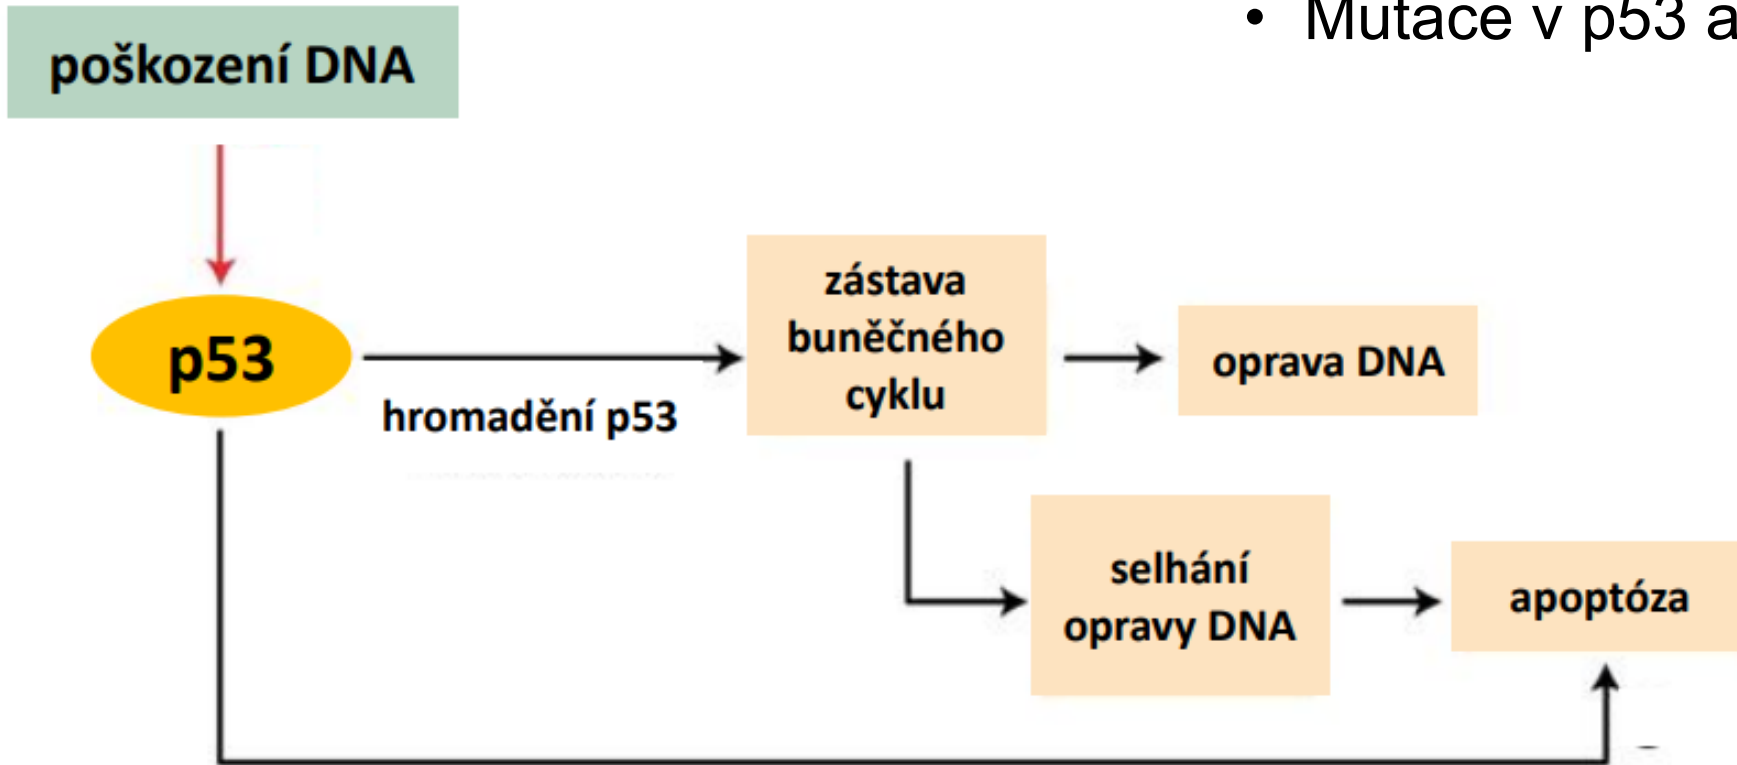 • Mutace v p53 a
poškození DNA
p53
hromadění p53
zástava
buněčného
cyklu
oprava DNA
selhání
opravy DNA
apoptóza